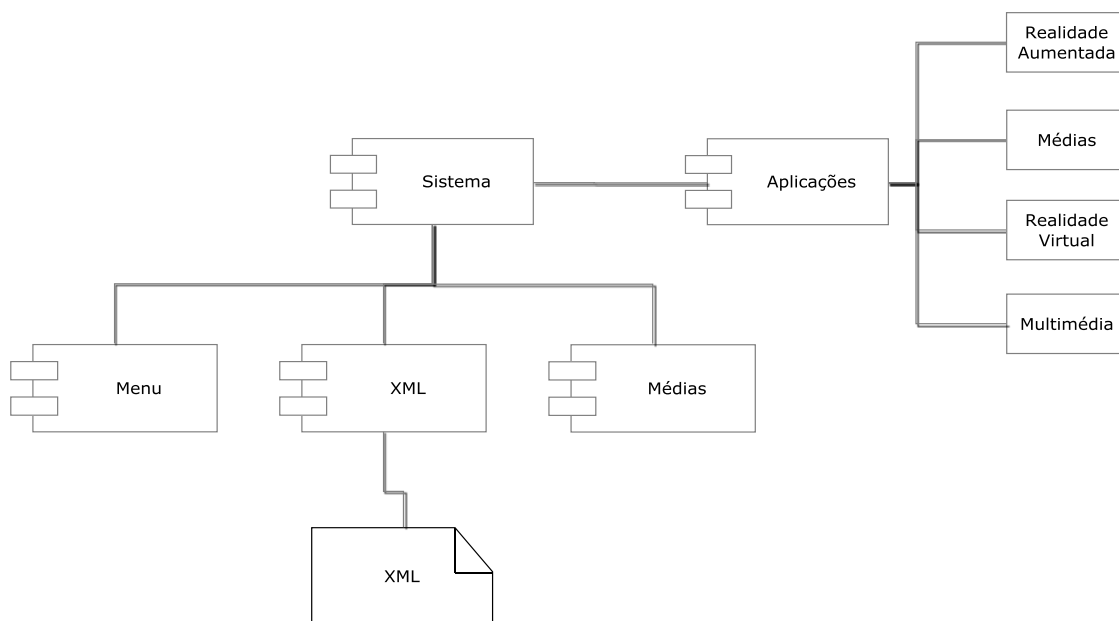 Realidade
Aumentada
Médias
Sistema
Aplicações
Realidade
Virtual
Multimédia
Menu
XML
Médias
XML